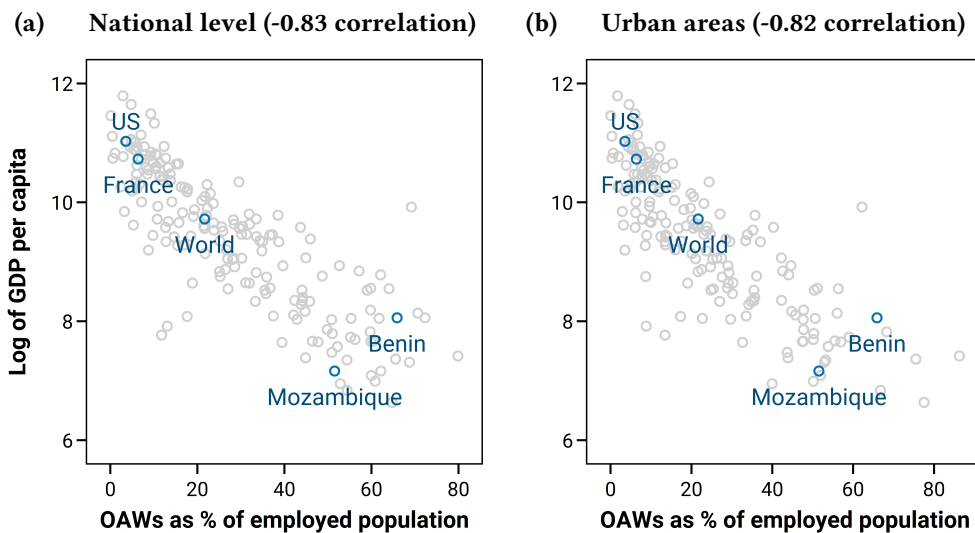 (a) National level (-0.83 correlation)
(b) Urban areas (-0.82 correlation)
Log of GDP per capita
12
10
8
6
US
France
World
Benin
Mozambique
0 20 40 60 80
OAWs as % of employed population
12
10
8
6
US
France
World
Benin
Mozambique
0 20 40 60 80
OAWs as % of employed population